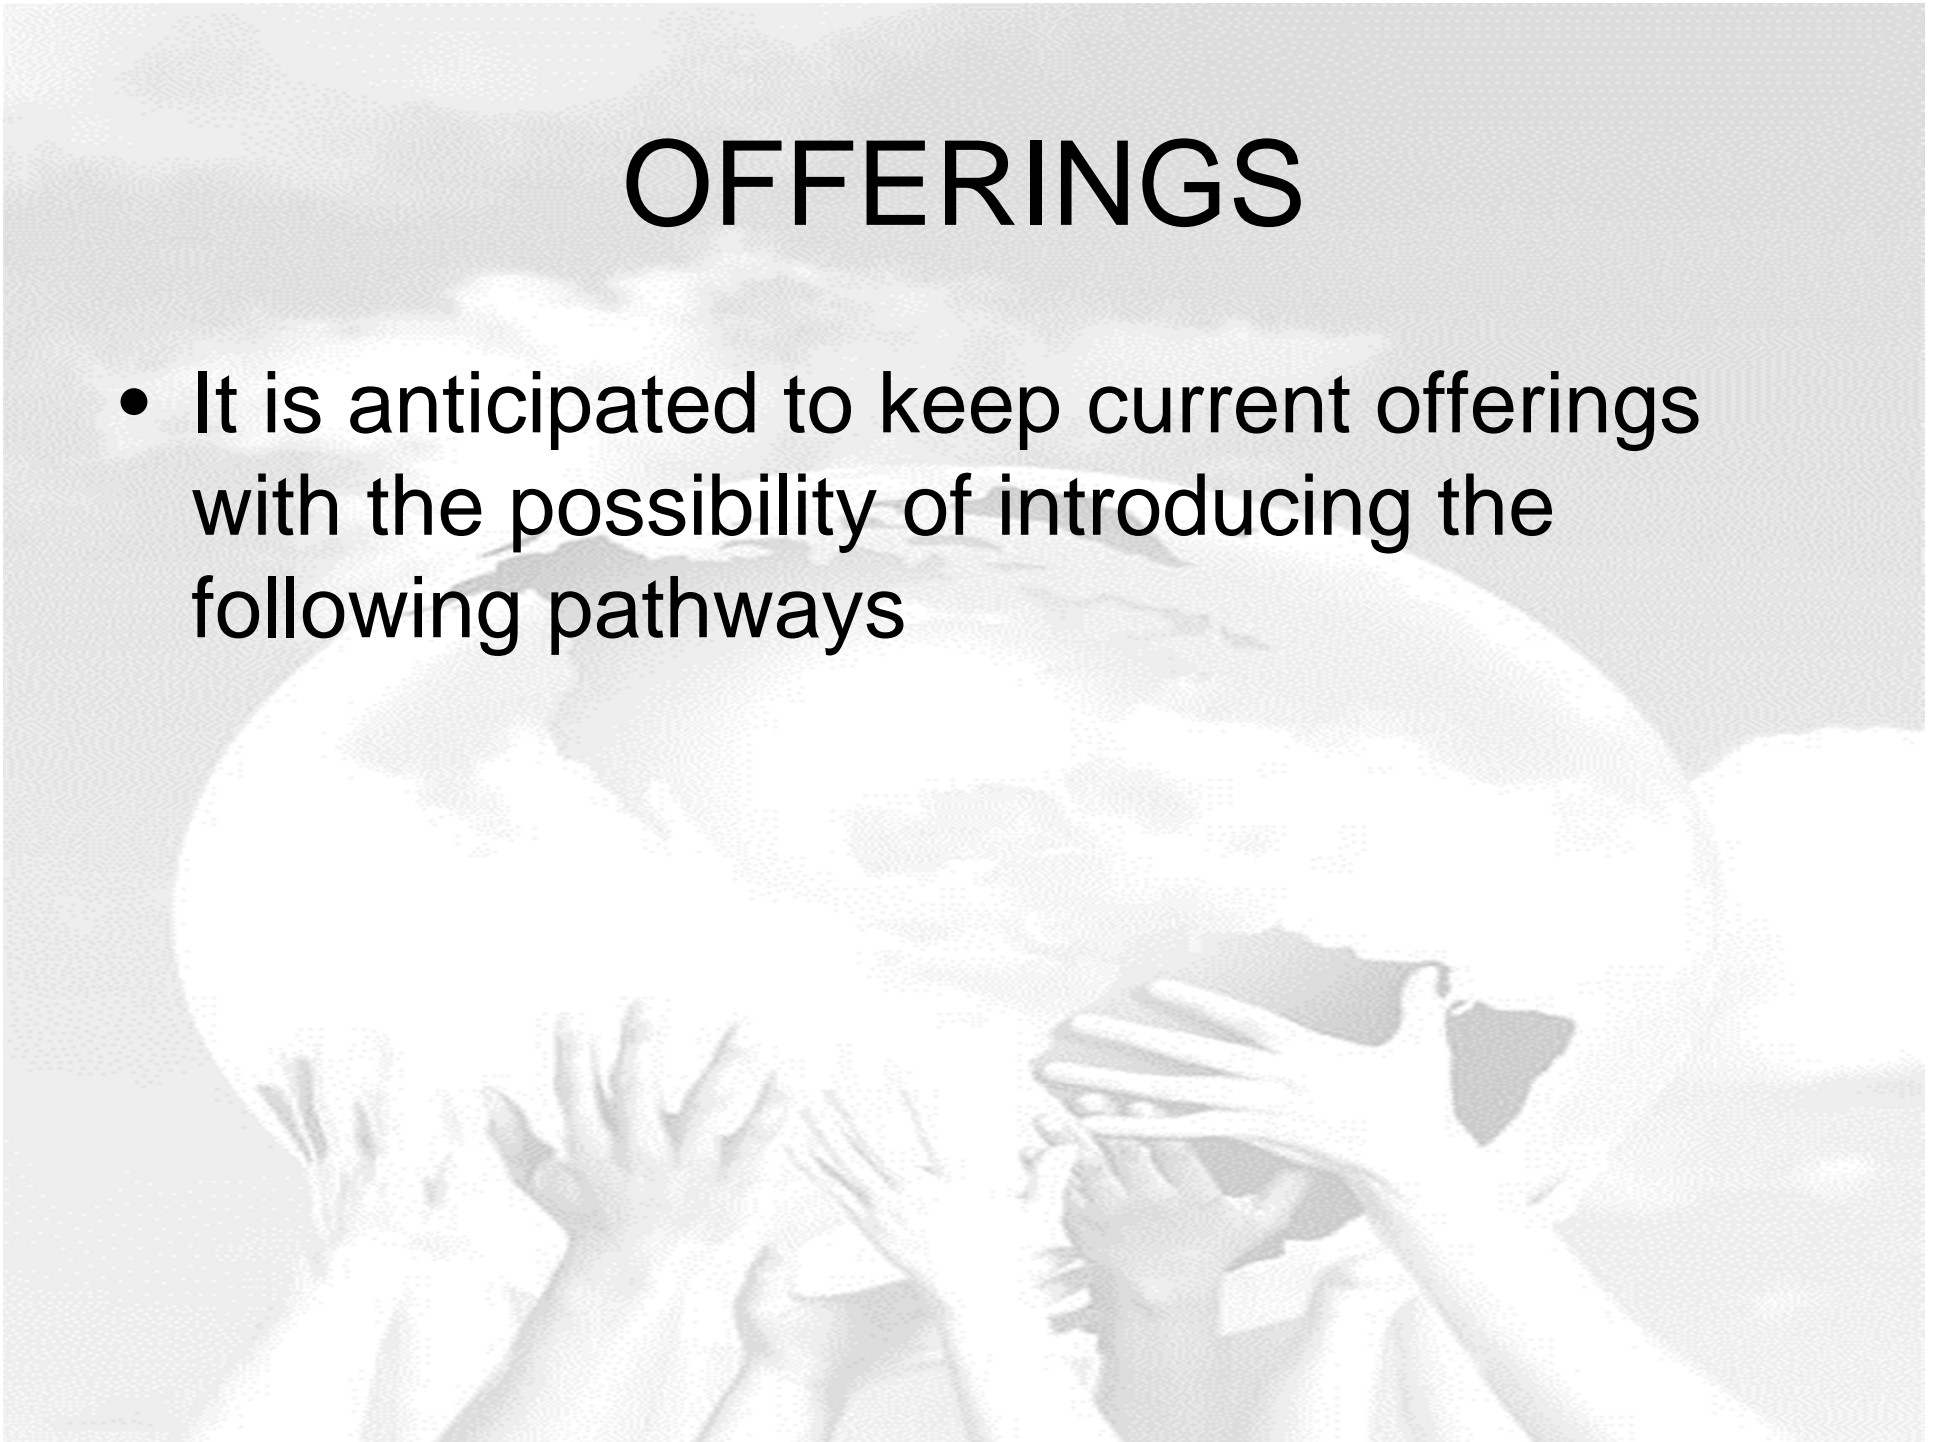 OFFERINGS
• It is anticipated to keep current offerings
with the possibility of introducing the
following pathways